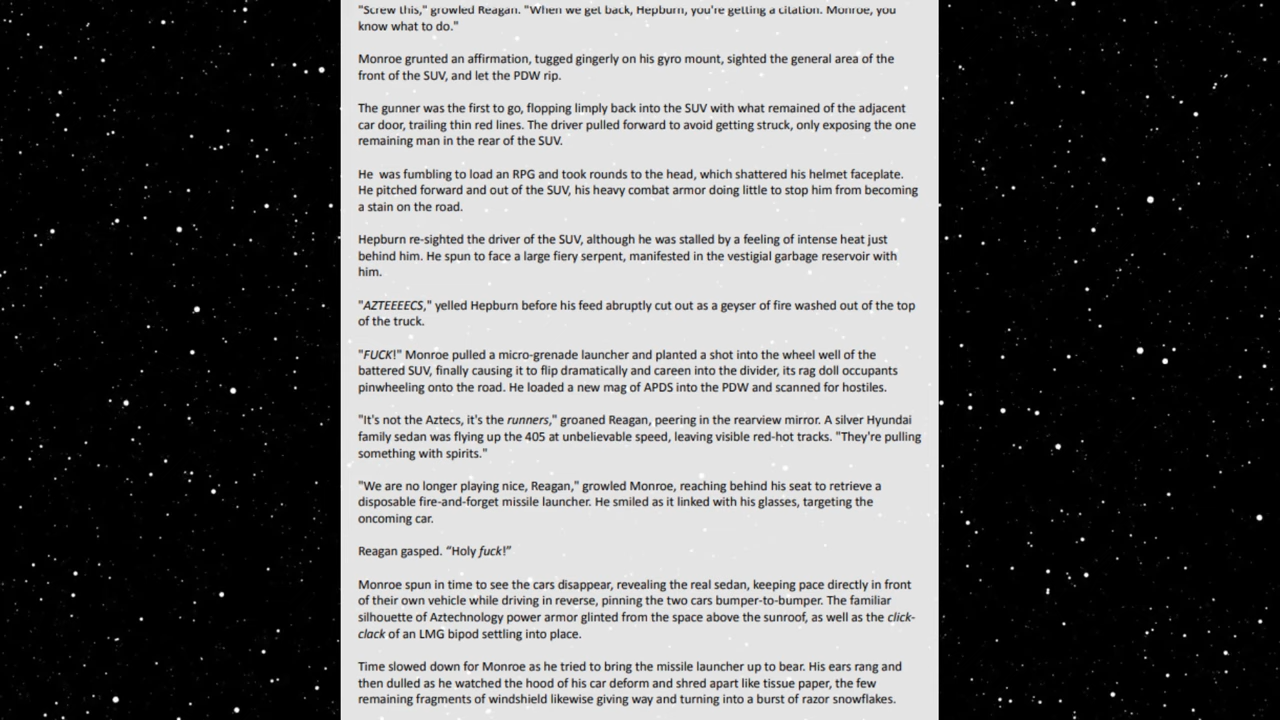 "Screw this," growled Reagan. "When we get back, Hepburn, you're getting a citation. Monroe, you
know what to do."
Monroe grunted an affirmation, tugged gingerly on his gyro mount, sighted the general area of the
front of the SUV, and let the PDW rip.
The gunner was the first to go, flopping limply back into the SUV with what remained of the adjacent
car door, trailing thin red lines. The driver pulled forward to avoid getting struck, only exposing the one
remaining man in the rear of the SUV.
He  was fumbling to load an RPG and took rounds to the head, which shattered his helmet faceplate.
He pitched forward and out of the SUV, his heavy combat armor doing little to stop him from becoming
a stain on the road.
Hepburn re-sighted the driver of the SUV, although he was stalled by a feeling of intense heat just
behind him. He spun to face a large fiery serpent, manifested in the vestigial garbage reservoir with
him.
"AZTEEEECS," yelled Hepburn before his feed abruptly cut out as a geyser of fire washed out of the top
of the truck.
"FUCK!" Monroe pulled a micro-grenade launcher and planted a shot into the wheel well of the
battered SUV, finally causing it to flip dramatically and careen into the divider, its rag doll occupants
pinwheeling onto the road. He loaded a new mag of APDS into the PDW and scanned for hostiles.
"It's not the Aztecs, it's the runners," groaned Reagan, peering in the rearview mirror. A silver Hyundai
family sedan was flying up the 405 at unbelievable speed, leaving visible red-hot tracks. "They're pulling
something with spirits."
"We are no longer playing nice, Reagan," growled Monroe, reaching behind his seat to retrieve a
disposable fire-and-forget missile launcher. He smiled as it linked with his glasses, targeting the
oncoming car.
Reagan gasped. “Holy fuck!”
Monroe spun in time to see the cars disappear, revealing the real sedan, keeping pace directly in front
of their own vehicle while driving in reverse, pinning the two cars bumper-to-bumper. The familiar
silhouette of Aztechnology power armor glinted from the space above the sunroof, as well as the click-
clack of an LMG bipod settling into place.
Time slowed down for Monroe as he tried to bring the missile launcher up to bear. His ears rang and
then dulled as he watched the hood of his car deform and shred apart like tissue paper, the few
remaining fragments of windshield likewise giving way and turning into a burst of razor snowflakes.